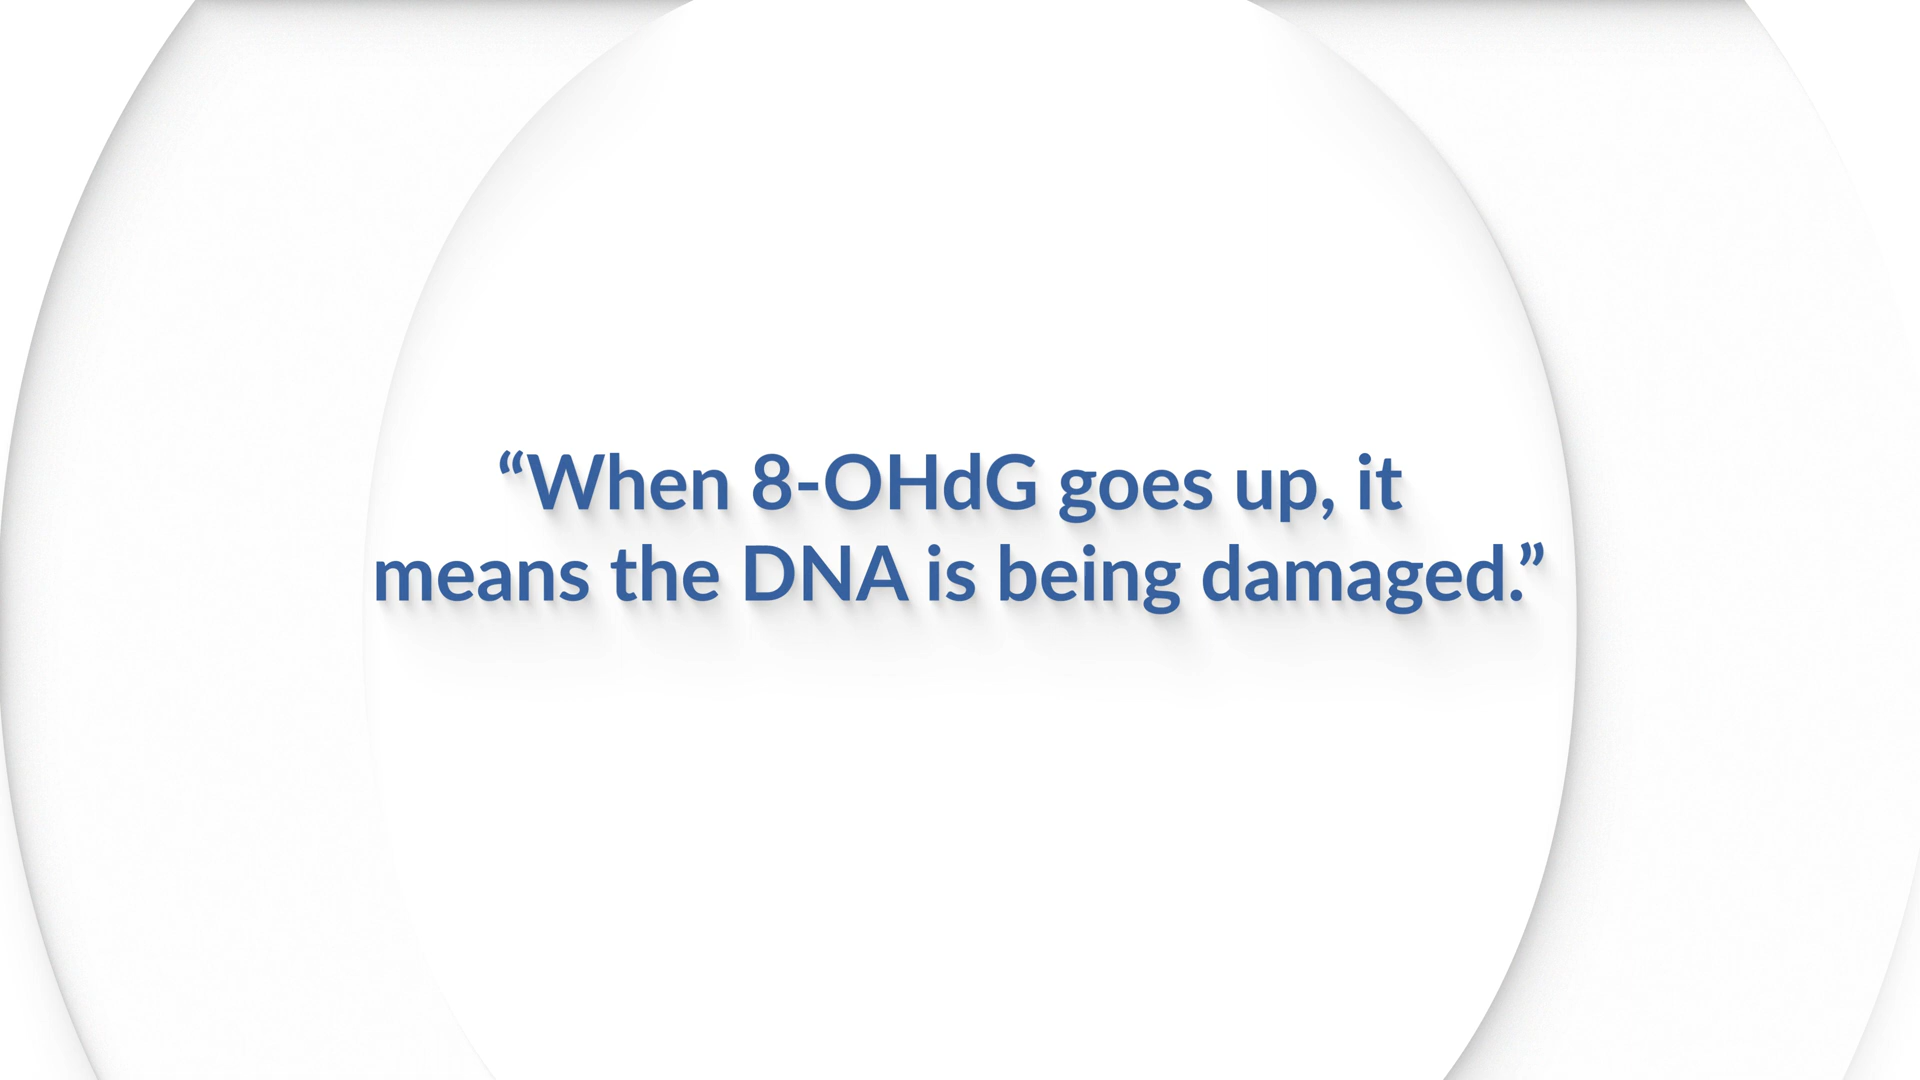 “When 8-OHdG goes up, it
means the DNA is being damaged.”